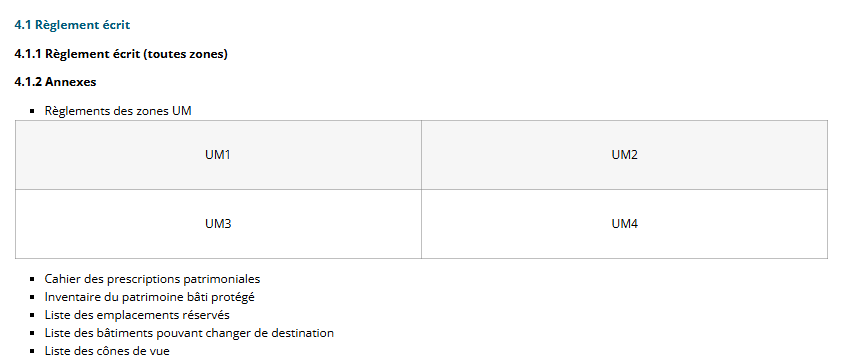 4.1 Règlement écrit
4.1.1 Règlement écrit (toutes zones)
4.1.2 Annexes
▪ Règlements des zones UM
UM1 UM2
UM3 UM4
▪ Cahier des prescriptions patrimoniales
▪ Inventaire du patrimoine bâti protégé
▪ Liste des emplacements réservés
▪ Liste des bâtiments pouvant changer de destination
▪ Liste des cônes de vue